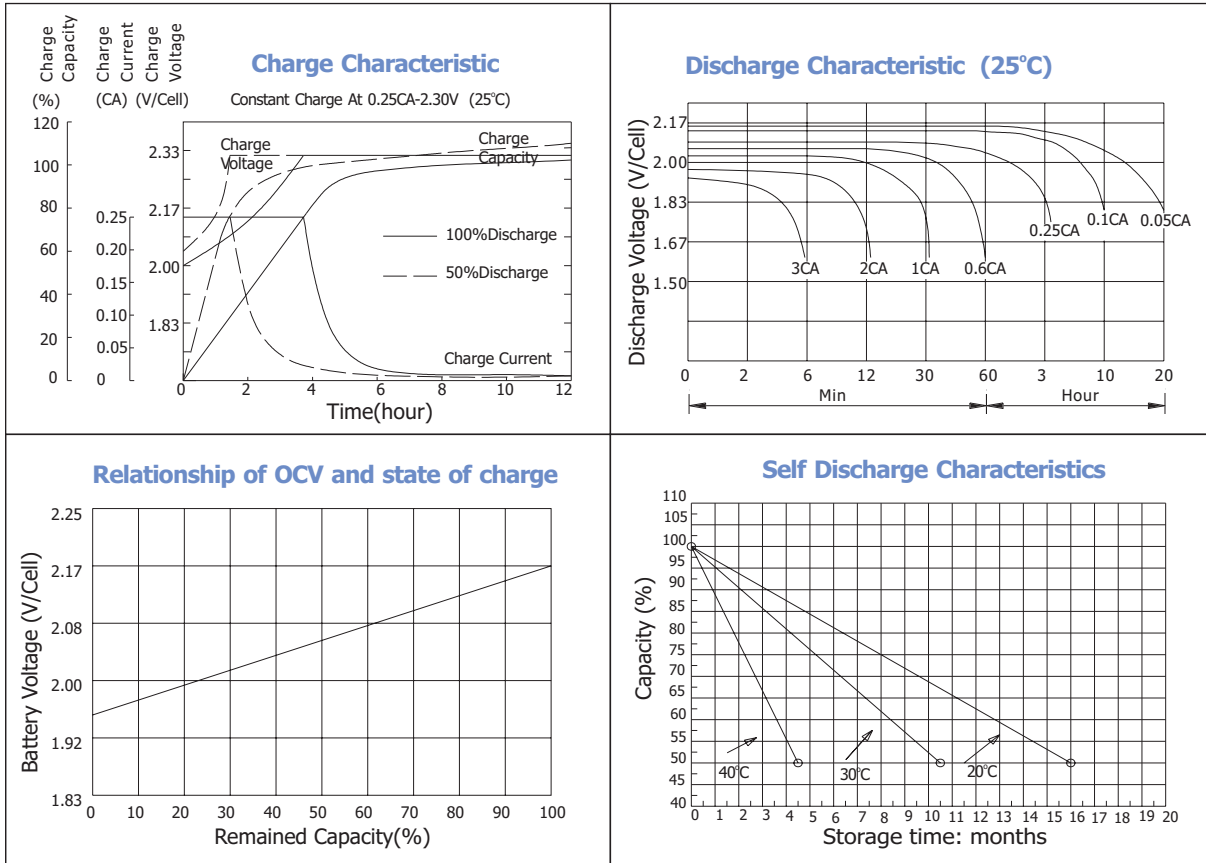 Charge Capacity
Charge Current
Charge Voltage
(%)
(CA)
(V/Cell)
Charge Characteristic
Constant Charge At 0.25CA-2.30V (25°C)
120
100
80
60
40
20
0
0.25
0.20
0.15
0.10
0.05
0
2.33
2.17
2.00
1.83
Charge Voltage
Charge Capacity
100%Discharge
50%Discharge
Charge Current
0 2 4 6 8 10 12
Time(hour)
Discharge Characteristic (25°C)
Discharge Voltage (V/Cell)
2.17
2.00
1.83
1.67
1.50
3CA 2CA 1CA 0.6CA 0.25CA 0.1CA 0.05CA
0 2 6 12 30 60 3 10 20
Min Hour
Relationship of OCV and state of charge
Battery Voltage (V/Cell)
2.25
2.17
2.08
2.00
1.92
1.83
0 10 20 30 40 50 60 70 80 90 100
Remained Capacity(%)
Self Discharge Characteristics
Capacity (%)
110
105
100
95
90
85
80
75
70
65
60
55
50
45
40
40°C 30°C 20°C
0 1 2 3 4 5 6 7 8 9 10 11 12 13 14 15 16 17 18 19 20
Storage time: months